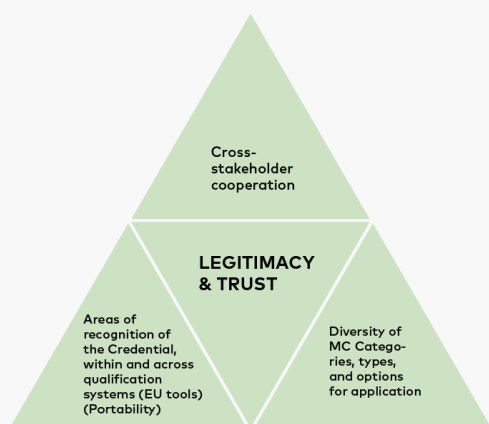 Cross-
stakeholder
cooperation
LEGITIMACY
& TRUST
Areas of
recognition of
the Credential,
within and across
qualification
systems (EU tools)
(Portability)
Diversity of
MC Catego-
ries, types,
and options
for application